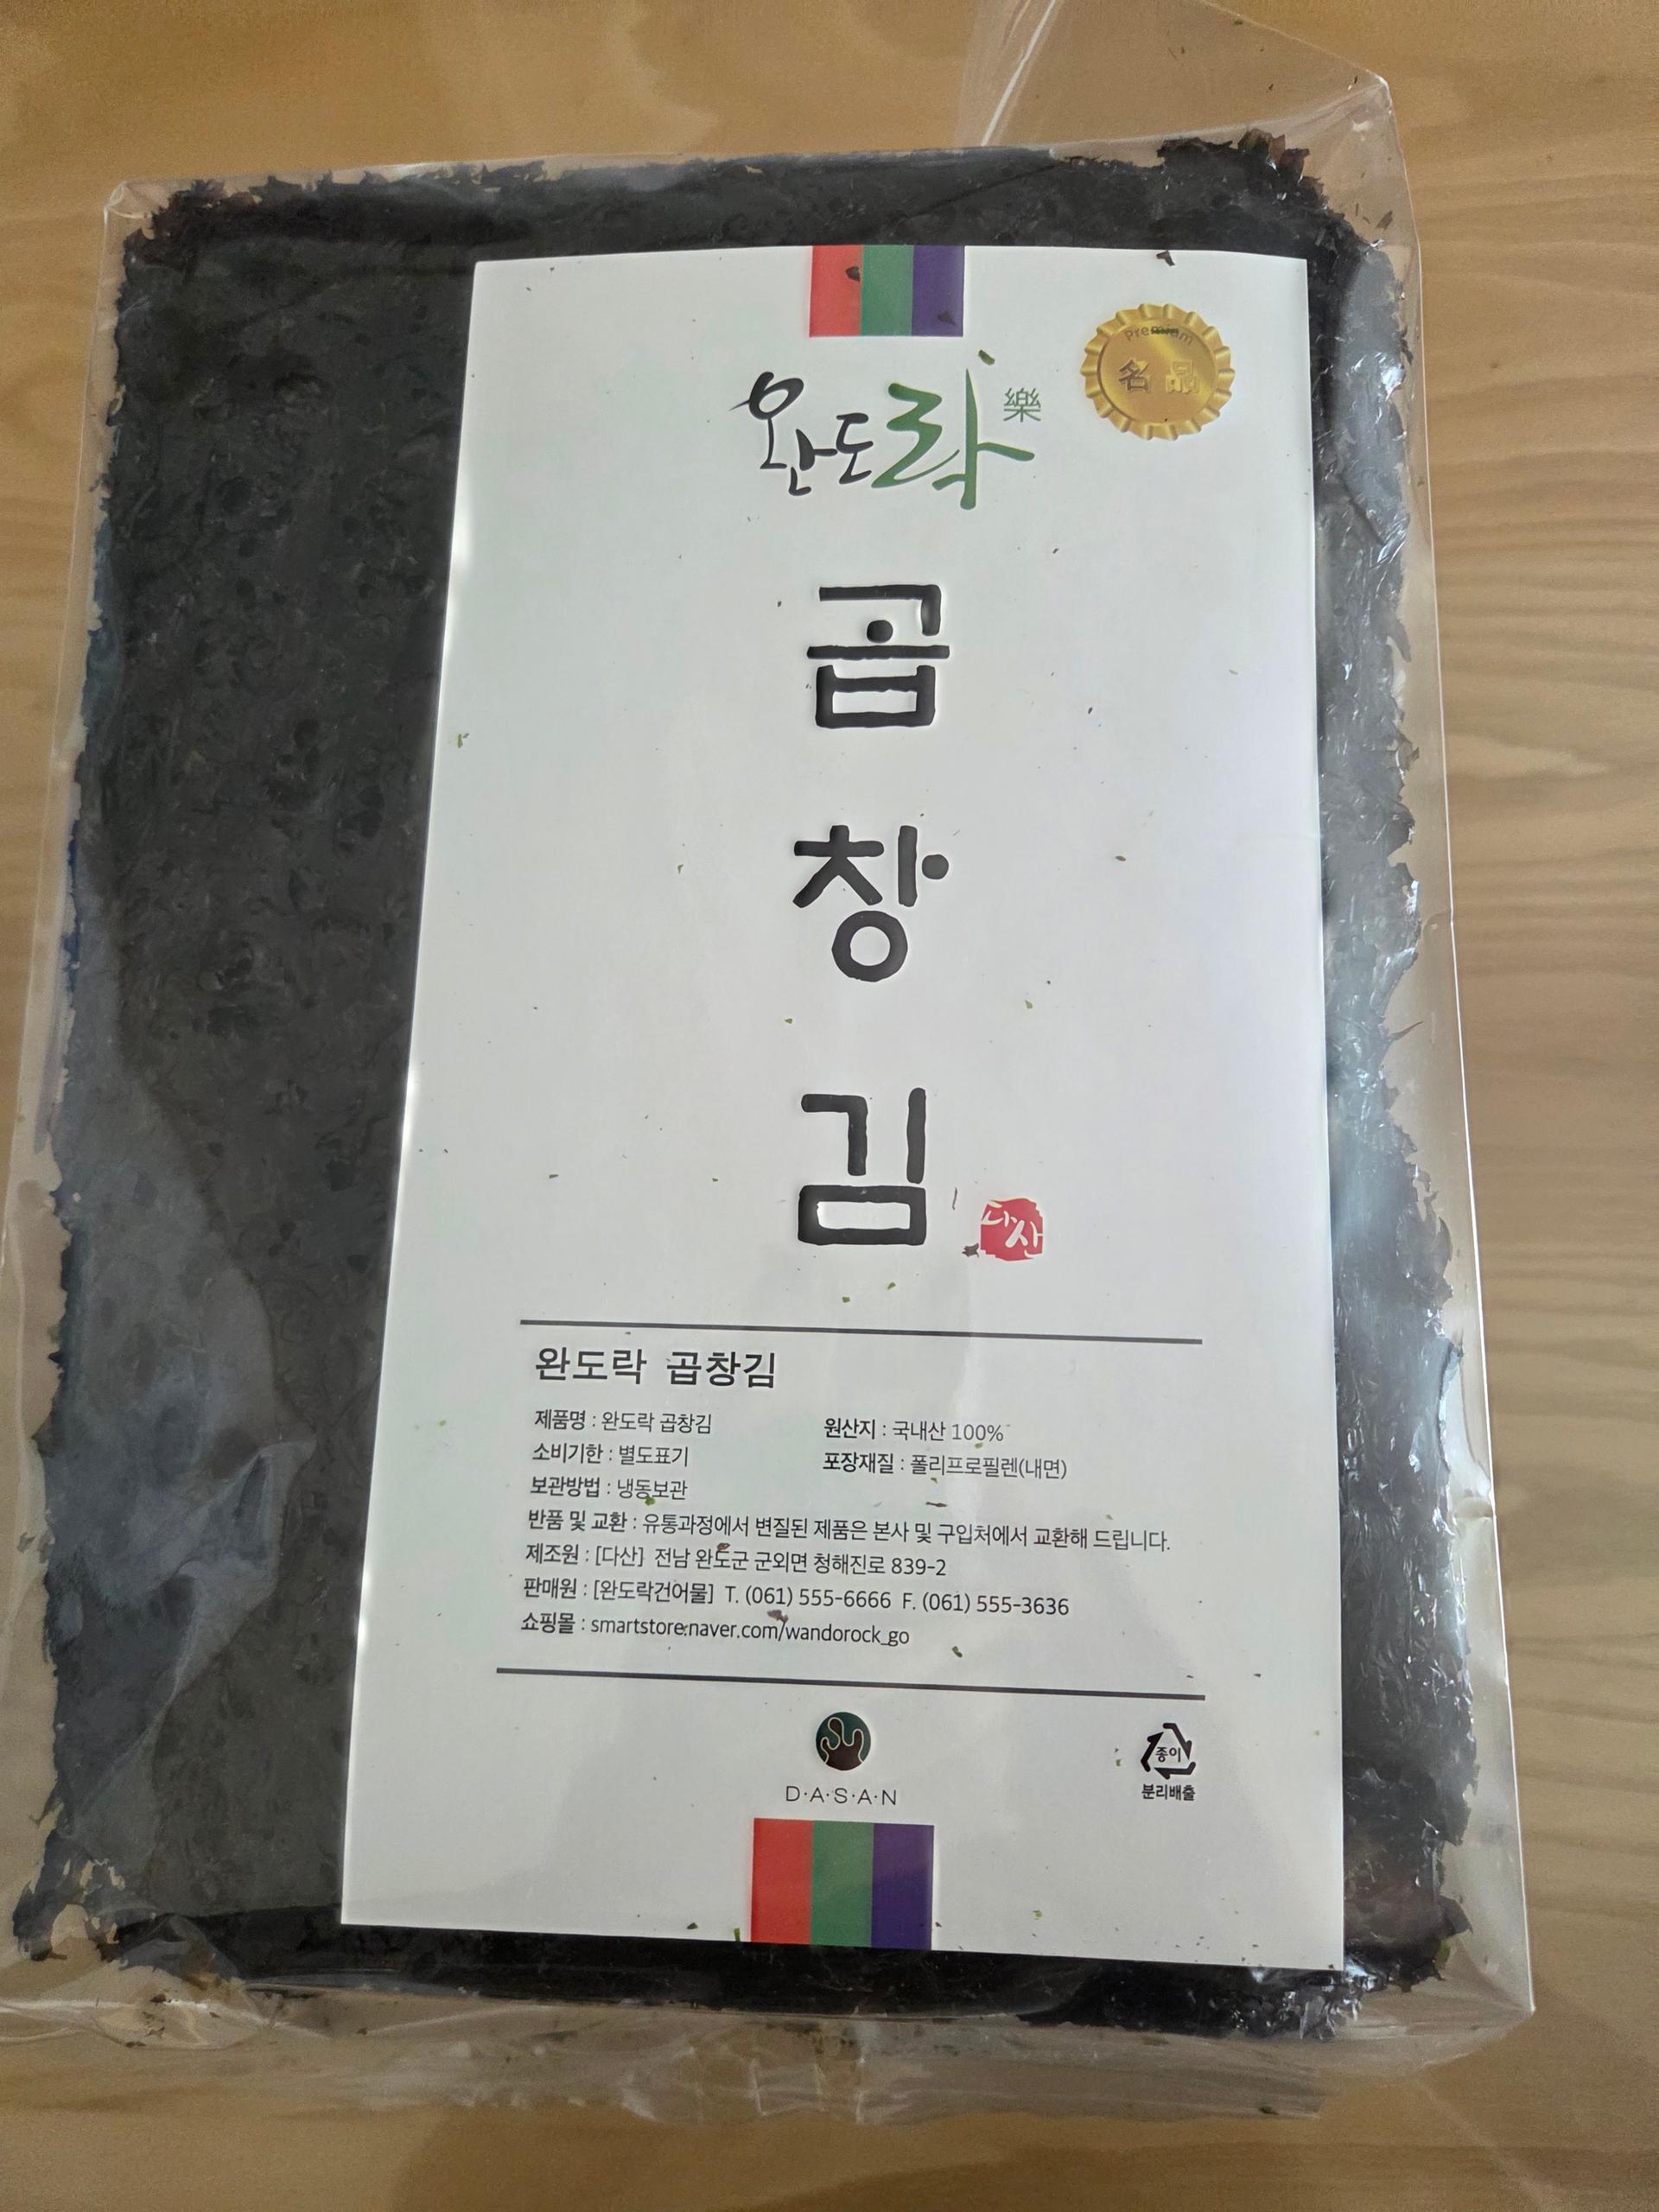 Premium
名品
완도락 樂
곱
창
김
다산
완도락 곱창김
제품명 : 완도락 곱창김 원산지 : 국내산 100%
소비기한 : 별도표기 포장재질 : 폴리프로필렌(내면)
보관방법 : 냉동보관
반품 및 교환 : 유통과정에서 변질된 제품은 본사 및 구입처에서 교환해 드립니다.
제조원 : [다산] 전남 완도군 군외면 청해진로 839-2
판매원 : [완도락건어물] T. (061) 555-6666 F. (061) 555-3636
쇼핑몰 : smartstore.naver.com/wandorock_go
D·A·S·A·N
종이
분리배출